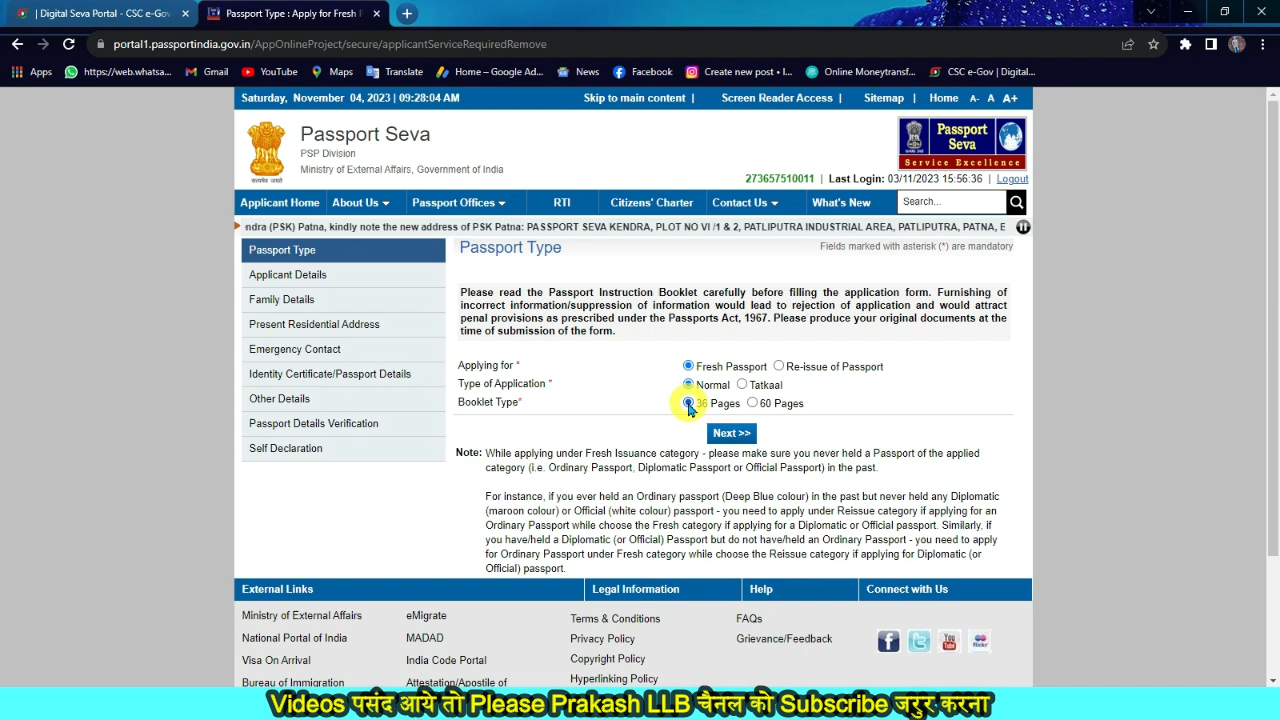 | Digital Seva Portal - CSC e-Gov
Passport Type : Apply for Fresh P
portal1.passportindia.gov.in/AppOnlineProject/secure/applicantServiceRequiredRemove
Apps https://web.whatsa... Gmail YouTube Maps Translate Home – Google Ad... News Facebook Create new post • I... Online Moneytransf... CSC e-Gov | Digital...
Saturday, November 04, 2023 | 09:28:04 AM
Skip to main content | Screen Reader Access | Sitemap | Home A- A A+
Passport Seva
PSP Division
Ministry of External Affairs, Government of India
Passport
Seva
Service Excellence
273657510011 | Last Login: 03/11/2023 15:56:36 | Logout
Applicant Home About Us Passport Offices RTI Citizens' Charter Contact Us What's New Search...
ndra (PSK) Patna, kindly note the new address of PSK Patna: PASSPORT SEVA KENDRA, PLOT NO VI /1 & 2, PATLIPUTRA INDUSTRIAL AREA, PATLIPUTRA, PATNA, E
Passport Type
Applicant Details
Family Details
Present Residential Address
Emergency Contact
Identity Certificate/Passport Details
Other Details
Passport Details Verification
Self Declaration
Passport Type
Fields marked with asterisk (*) are mandatory
Please read the Passport Instruction Booklet carefully before filling the application form. Furnishing of
incorrect information/suppression of information would lead to rejection of application and would attract
penal provisions as prescribed under the Passports Act, 1967. Please produce your original documents at the
time of submission of the form.
Applying for * Fresh Passport Re-issue of Passport
Type of Application * Normal Tatkaal
Booklet Type* 36 Pages 60 Pages
Next >>
Note: While applying under Fresh Issuance category - please make sure you never held a Passport of the applied
category (i.e. Ordinary Passport, Diplomatic Passport or Official Passport) in the past.
For instance, if you ever held an Ordinary passport (Deep Blue colour) in the past but never held any Diplomatic
(maroon colour) or Official (white colour) passport - you need to apply under Reissue category if applying for an
Ordinary Passport while choose the Fresh category if applying for a Diplomatic or Official passport. Similarly, if
you have/held a Diplomatic (or Official) Passport but do not have/held an Ordinary Passport - you need to apply
for Ordinary Passport under Fresh category while choose the Reissue category if applying for Diplomatic (or
Official) passport.
External Links
Ministry of External Affairs eMigrate
National Portal of India MADAD
Visa On Arrival India Code Portal
Bureau of Immigration Attestation/Apostille of
Legal Information
Terms & Conditions
Privacy Policy
Copyright Policy
Hyperlinking Policy
Help
FAQs
Grievance/Feedback
Connect with Us
You
Videos पसंद आये तो Please Prakash LLB चैनल को Subscribe जरुर करना